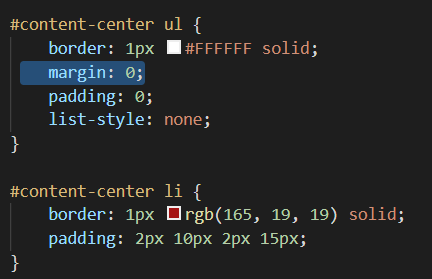 #content-center ul {
border: 1px #FFFFFF solid;
margin: 0;
padding: 0;
list-style: none;
}
#content-center li {
border: 1px rgb(165, 19, 19) solid;
padding: 2px 10px 2px 15px;
}